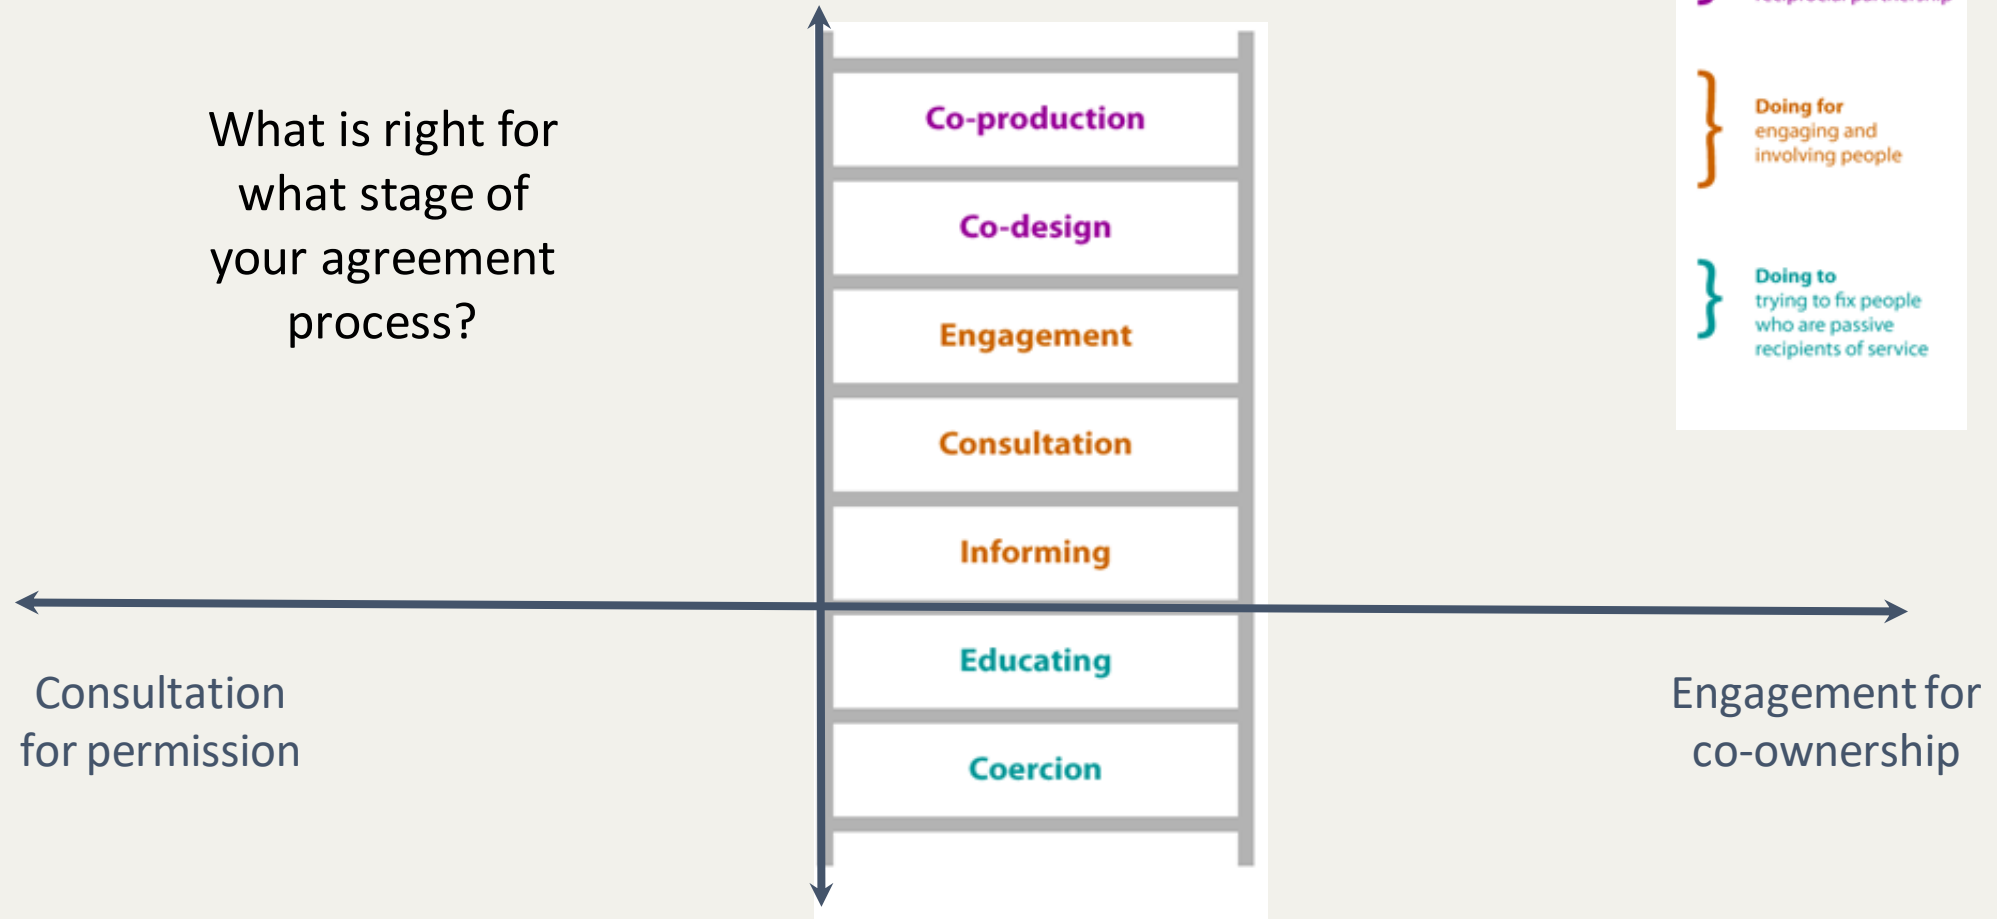 What is right for
what stage of
your agreement
process?
Co-production
Co-design
Engagement
Consultation
Informing
Educating
Coercion
partnership
Doing for
engaging and
involving people
Doing to
trying to fix people
who are passive
recipients of service
Consultation
for permission
Engagement for
co-ownership